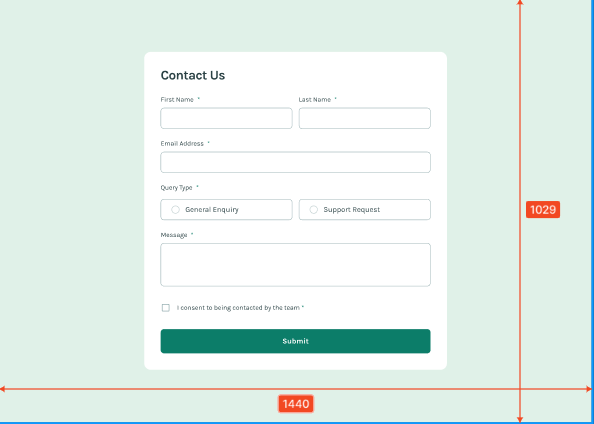 Contact Us
First Name *
Last Name *
Email Address *
Query Type *
General Enquiry
Support Request
1029
Message *
I consent to being contacted by the team *
Submit
1440